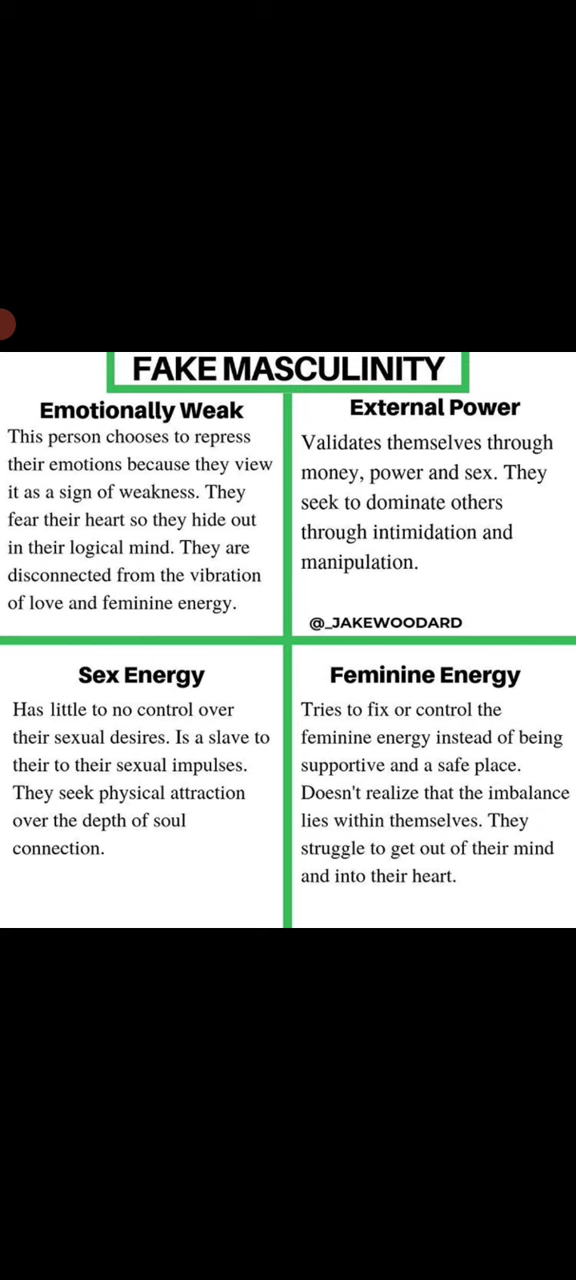 FAKE MASCULINITY
Emotionally Weak
This person chooses to repress
their emotions because they view
it as a sign of weakness. They
fear their heart so they hide out
in their logical mind. They are
disconnected from the vibration
of love and feminine energy.
External Power
Validates themselves through
money, power and sex. They
seek to dominate others
through intimidation and
manipulation.
@_JAKEWOODARD
Sex Energy
Has little to no control over
their sexual desires. Is a slave to
their to their sexual impulses.
They seek physical attraction
over the depth of soul
connection.
Feminine Energy
Tries to fix or control the
feminine energy instead of being
supportive and a safe place.
Doesn't realize that the imbalance
lies within themselves. They
struggle to get out of their mind
and into their heart.